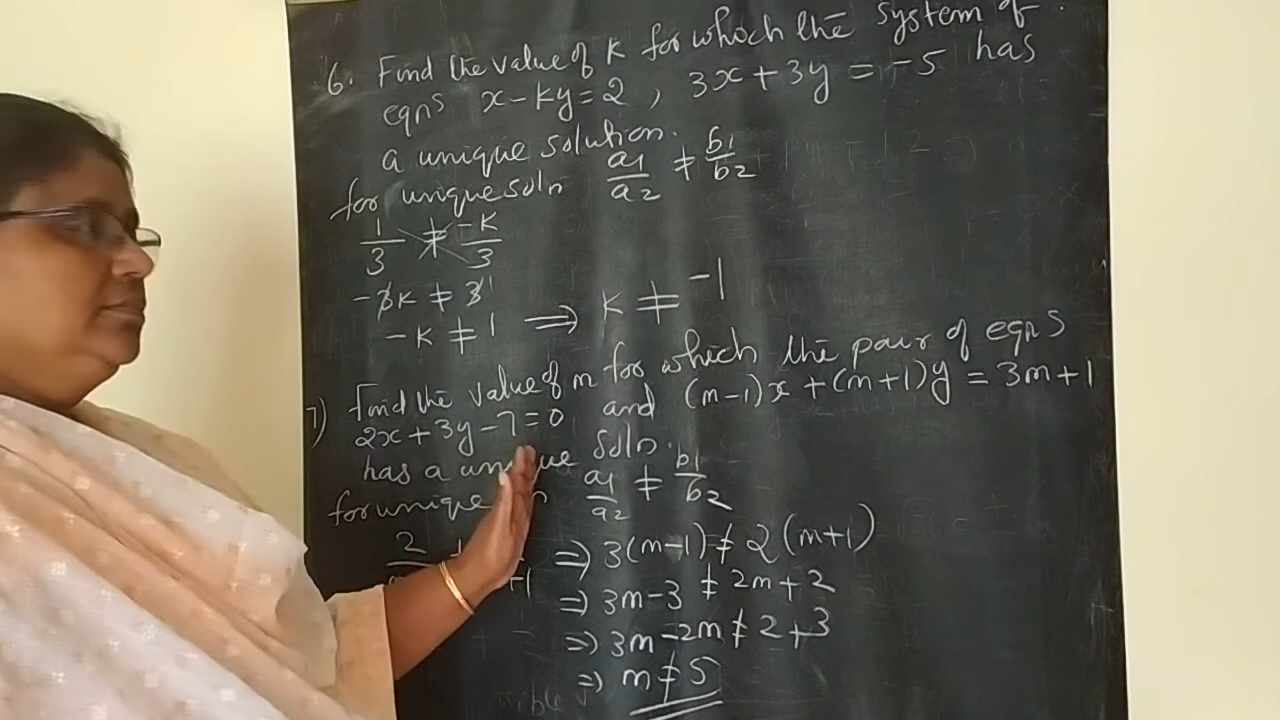 6. Find the value of K for which the system of
eqns x - Ky = 2 , 3x + 3y = -5 has
a unique solution.
for unique soln a1/a2 ≠ b1/b2
1/3 ≠ -K/3
-3K ≠ 3 1
-K ≠ 1 ⇒ K ≠ -1
7) Find the value of m for which the pair of eqns
2x + 3y - 7 = 0 and (m-1)x + (m+1)y = 3m+1
has a unique soln.
for unique n a1/a2 ≠ b1/b2
2 +1 ⇒ 3(m-1) ≠ 2(m+1)
⇒ 3m-3 ≠ 2m+2
⇒ 3m-2m ≠ 2+3
⇒ m ≠ 5